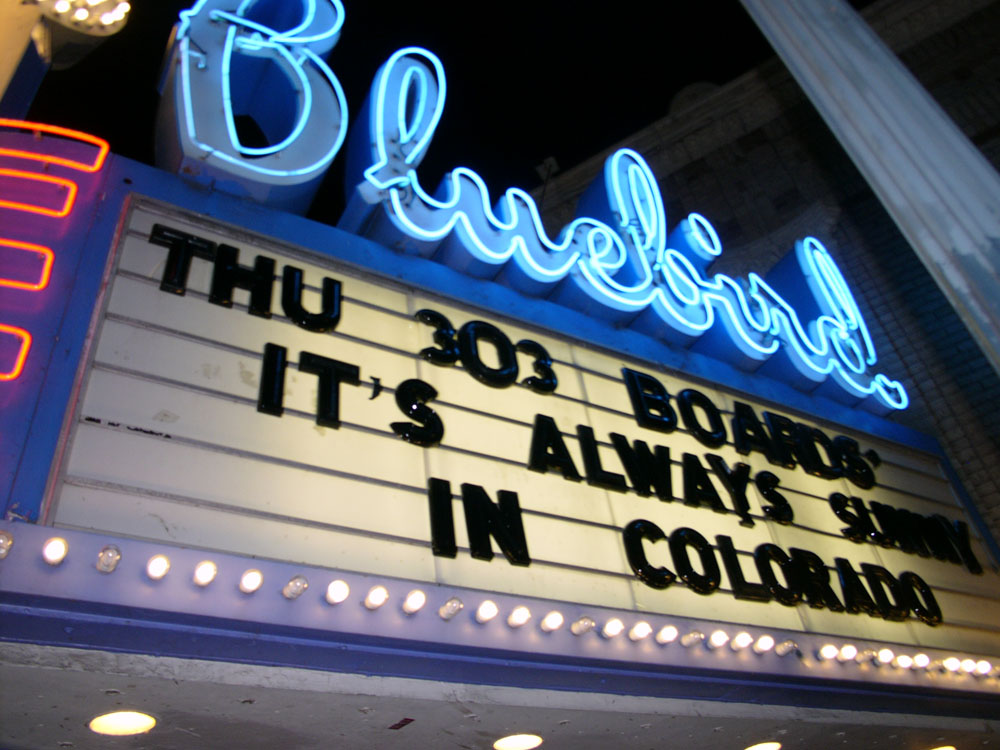 Bluebird
THU 303 BOARDS'
IT'S ALWAYS SUNNY
IN COLORADO